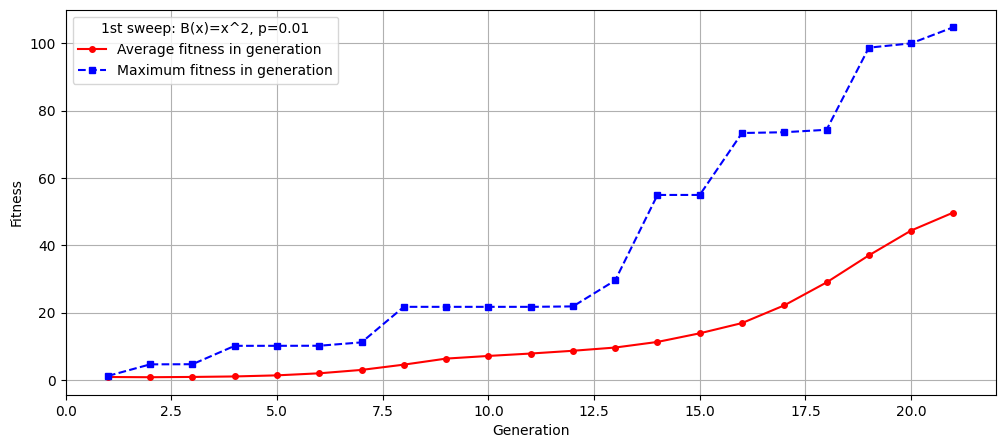 1st sweep: B(x)=x^2, p=0.01
Average fitness in generation
Maximum fitness in generation
100
80
60
40
20
0
Fitness
0.0 2.5 5.0 7.5 10.0 12.5 15.0 17.5 20.0
Generation